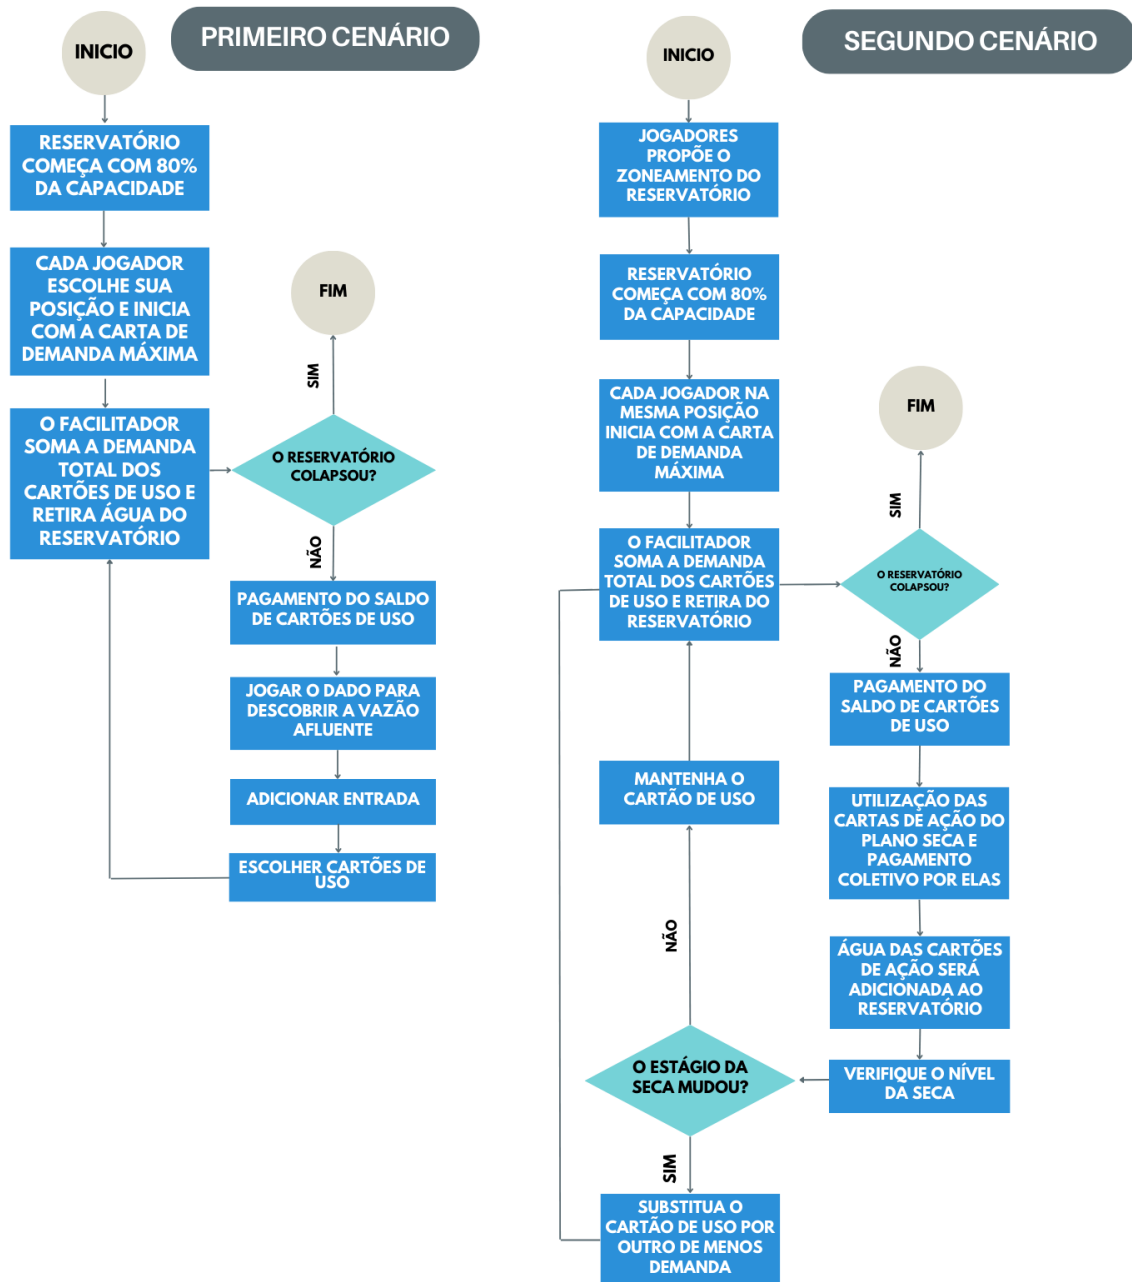 PRIMEIRO CENÁRIO
INICIO
RESERVATÓRIO
COMEÇA COM 80%
DA CAPACIDADE
CADA JOGADOR
ESCOLHE SUA
POSIÇÃO E INICIA
COM A CARTA DE
DEMANDA MÁXIMA
O FACILITADOR
SOMA A DEMANDA
TOTAL DOS
CARTÕES DE USO E
RETIRA ÁGUA DO
RESERVATÓRIO
O RESERVATÓRIO
COLAPSOU?
SIM
FIM
NÃO
PAGAMENTO DO SALDO
DE CARTÕES DE USO
JOGAR O DADO PARA
DESCOBRIR A VAZÃO
AFLUENTE
ADICIONAR ENTRADA
ESCOLHER CARTÕES DE
USO
SEGUNDO CENÁRIO
INICIO
JOGADORES
PROPÕE O
ZONEAMENTO DO
RESERVATÓRIO
RESERVATÓRIO
COMEÇA COM 80%
DA CAPACIDADE
CADA JOGADOR NA
MESMA POSIÇÃO
INICIA COM A CARTA
DE DEMANDA
MÁXIMA
O FACILITADOR
SOMA A DEMANDA
TOTAL DOS CARTÕES
DE USO E RETIRA DO
RESERVATÓRIO
O RESERVATÓRIO
COLAPSOU?
SIM
FIM
NÃO
PAGAMENTO DO
SALDO DE CARTÕES
DE USO
UTILIZAÇÃO DAS
CARTAS DE AÇÃO DO
PLANO SECA E
PAGAMENTO
COLETIVO POR ELAS
ÁGUA DAS CARTÕES
DE AÇÃO SERÁ
ADICIONADA AO
RESERVATÓRIO
VERIFIQUE O NÍVEL
DA SECA
O ESTÁGIO DA
SECA MUDOU?
NÃO
MANTENHA O
CARTÃO DE USO
SIM
SUBSTITUA O
CARTÃO DE USO POR
OUTRO DE MENOS
DEMANDA